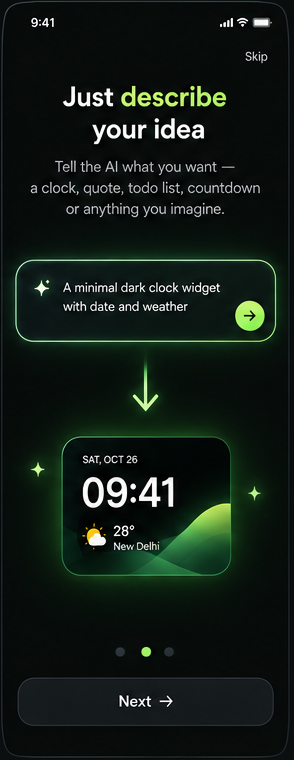 9:41
Skip
Just describe
your idea
Tell the AI what you want —
a clock, quote, todo list, countdown
or anything you imagine.
A minimal dark clock widget
with date and weather
SAT, OCT 26
09:41
28°
New Delhi
Next →